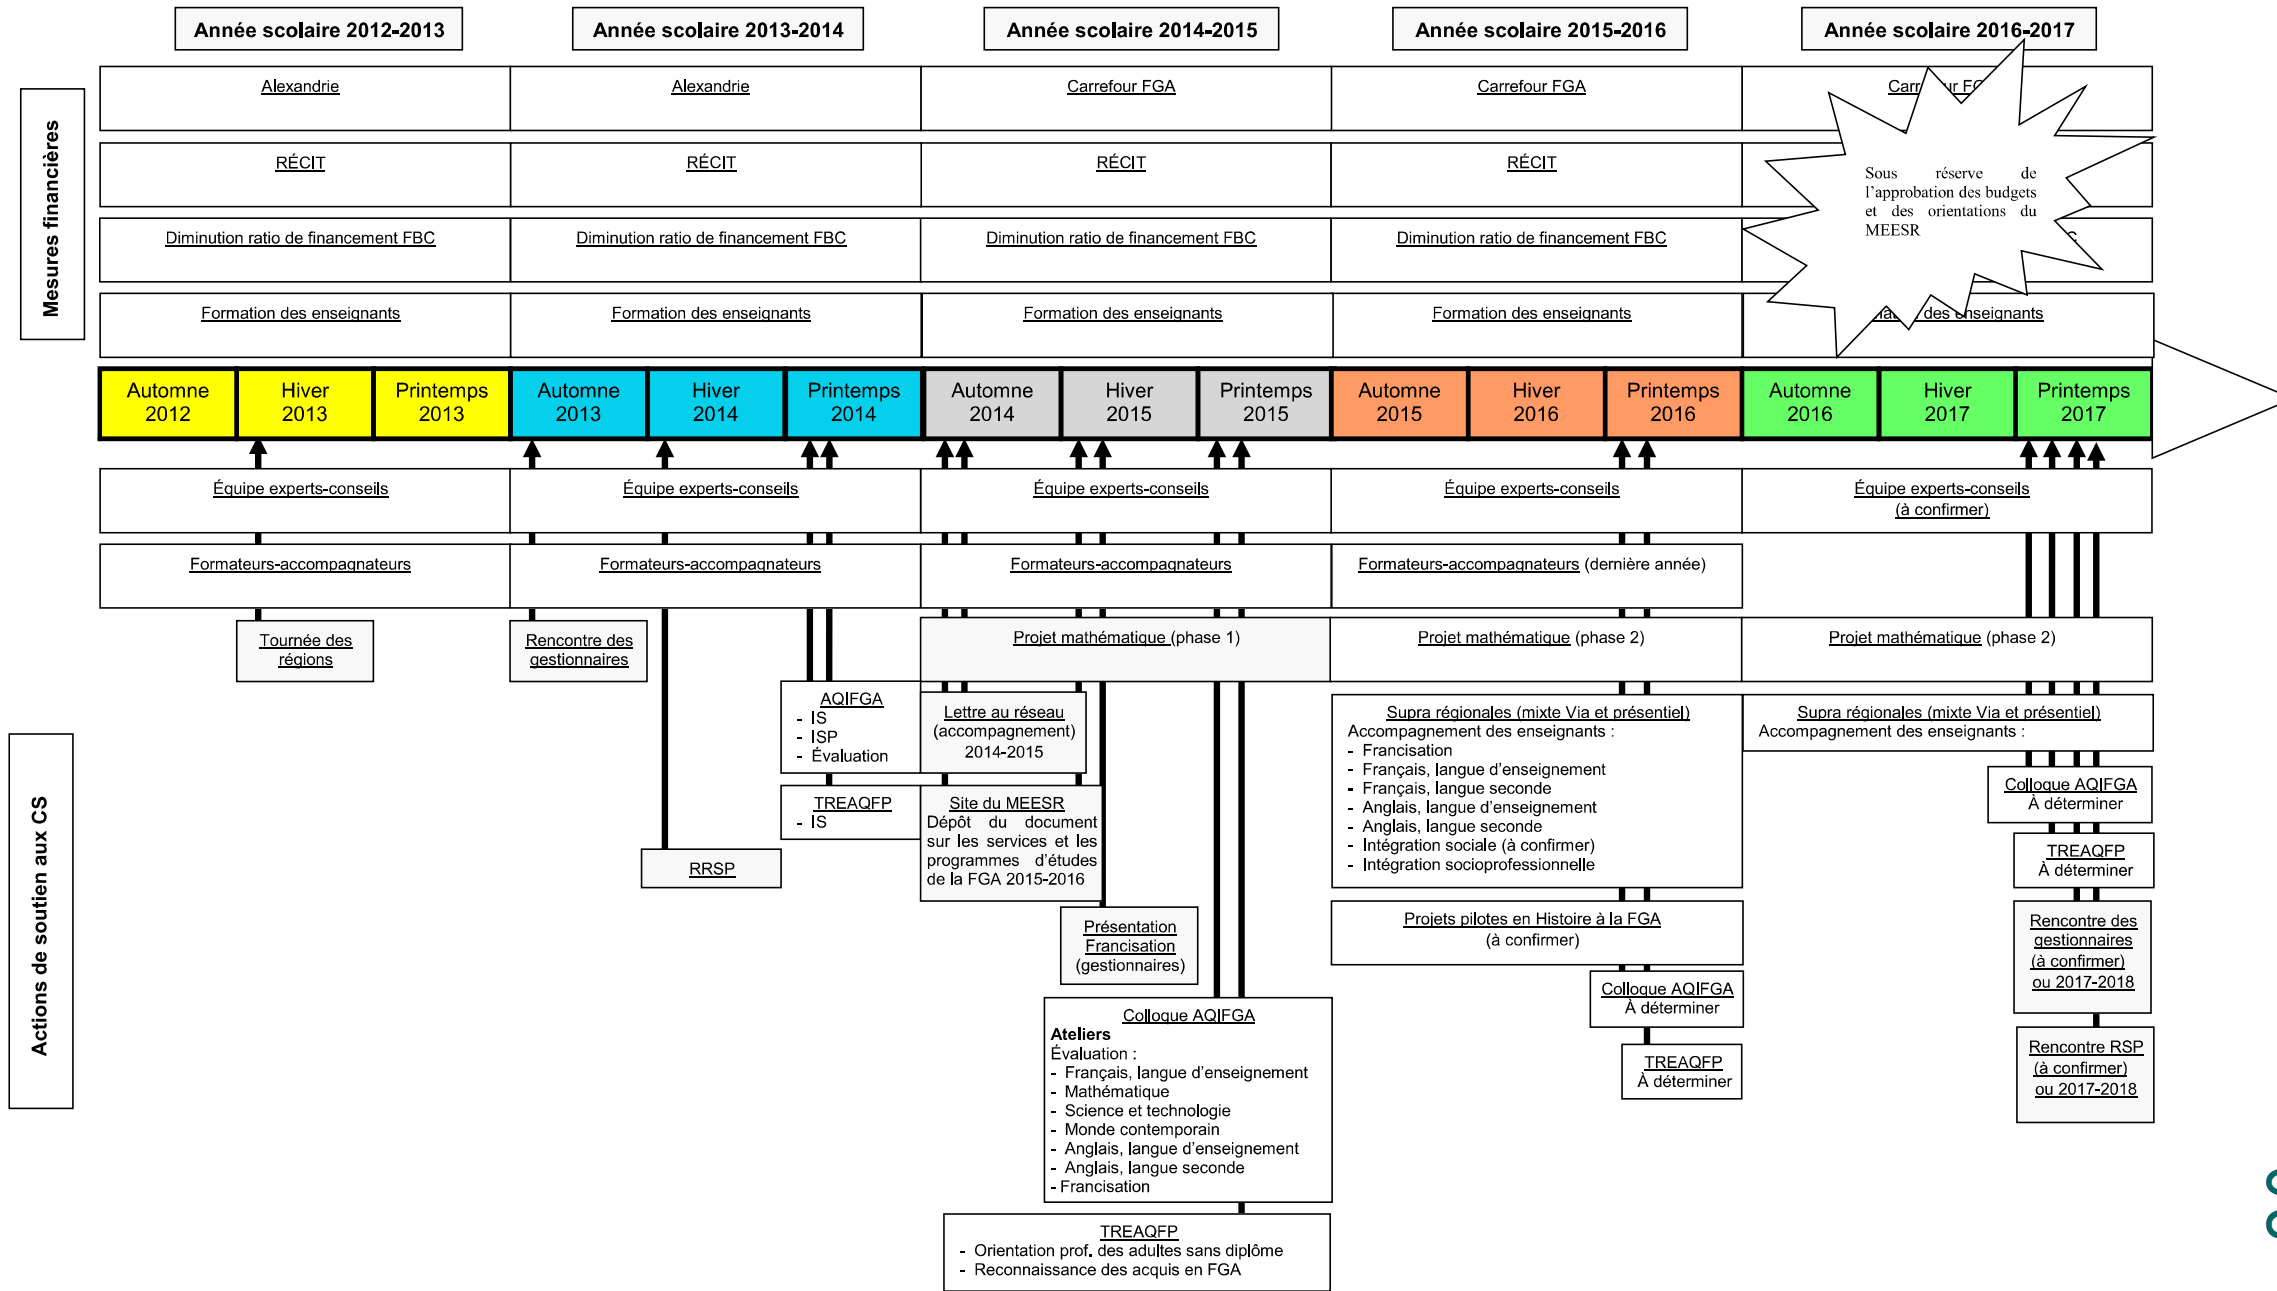 Année scolaire 2012-2013
Année scolaire 2013-2014
Année scolaire 2014-2015
Année scolaire 2015-2016
Année scolaire 2016-2017
Mesures financières
Alexandrie
Alexandrie
Carrefour FGA
Carrefour FGA
RÉCIT
RÉCIT
RÉCIT
RÉCIT
Sous réserve de
l’approbation des budgets
et des orientations du
MEESR
Diminution ratio de financement FBC
Diminution ratio de financement FBC
Diminution ratio de financement FBC
Diminution ratio de financement FBC
Formation des enseignants
Formation des enseignants
Formation des enseignants
Formation des enseignants
des enseignants
Automne
2012
Hiver
2013
Printemps
2013
Automne
2013
Hiver
2014
Printemps
2014
Automne
2014
Hiver
2015
Printemps
2015
Automne
2015
Hiver
2016
Printemps
2016
Automne
2016
Hiver
2017
Printemps
2017
Actions de soutien aux CS
Équipe experts-conseils
Équipe experts-conseils
Équipe experts-conseils
Équipe experts-conseils
Équipe experts-conseils
(à confirmer)
Formateurs-accompagnateurs
Formateurs-accompagnateurs
Formateurs-accompagnateurs
Formateurs-accompagnateurs (dernière année)
Tournée des
régions
Rencontre des
gestionnaires
Projet mathématique (phase 1)
Projet mathématique (phase 2)
Projet mathématique (phase 2)
AQIFGA
- IS
- ISP
- Évaluation
Lettre au réseau
(accompagnement)
2014-2015
Supra régionales (mixte Via et présentiel)
Accompagnement des enseignants :
- Francisation
- Français, langue d’enseignement
- Français, langue seconde
- Anglais, langue d’enseignement
- Anglais, langue seconde
- Intégration sociale (à confirmer)
- Intégration socioprofessionnelle
Supra régionales (mixte Via et présentiel)
Accompagnement des enseignants :
TREAQFP
- IS
Site du MEESR
Dépôt du document
sur les services et les
programmes d’études
de la FGA 2015-2016
Colloque AQIFGA
À déterminer
TREAQFP
À déterminer
RRSP
Présentation
Francisation
(gestionnaires)
Projets pilotes en Histoire à la FGA
(à confirmer)
Rencontre des
gestionnaires
(à confirmer)
ou 2017-2018
Colloque AQIFGA
À déterminer
Colloque AQIFGA
Ateliers
Évaluation :
- Français, langue d’enseignement
- Mathématique
- Science et technologie
- Monde contemporain
- Anglais, langue d’enseignement
- Anglais, langue seconde
- Francisation
TREAQFP
À déterminer
Rencontre RSP
(à confirmer)
ou 2017-2018
TREAQFP
- Orientation prof. des adultes sans diplôme
- Reconnaissance des acquis en FGA